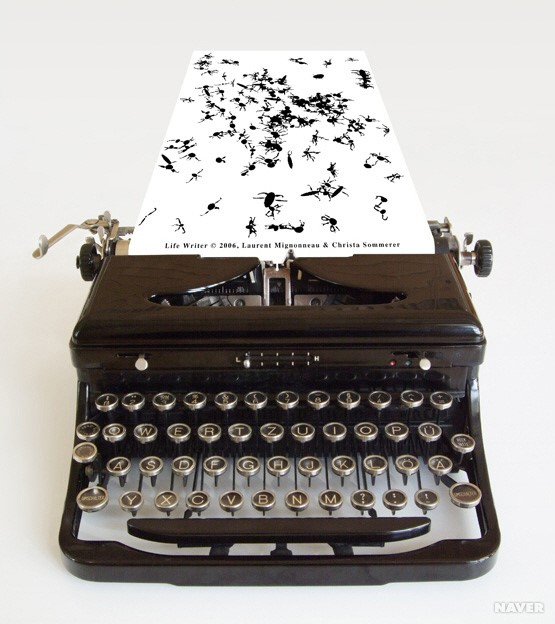 Life Writer © 2006, Laurent Mignonneau & Christa Sommerer
L H
W E R T Z U I O P Ü
A S D F G H J K L Ö Ä
Y X C V B N M ? : !
NAVER